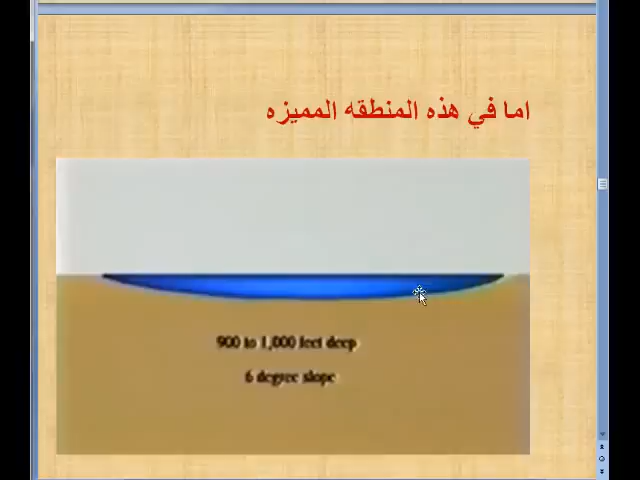 اما في هذه المنطقه المميزه
900 to 1,000 feet deep
6 degree slope